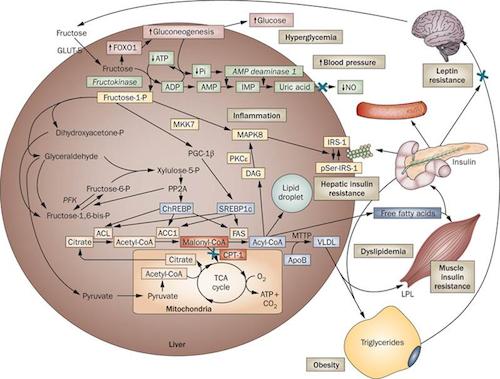 Fructose
GLUT-5
↑FOXO1
↑Gluconeogenesis
↑Glucose
Hyperglycemia
Fructose
Fructokinase
↓ATP
ADP
↓Pi
AMP
AMP deaminase 1
IMP
Uric acid
↓NO
↑Blood pressure
Leptin
resistance
Fructose-1-P
MKK7
Inflammation
MAPK8
IRS-1
pSer-IRS-1
Insulin
Dihydroxyacetone-P
Glyceraldehyde
PGC-1β
PKCε
DAG
Hepatic insulin
resistance
Xylulose-5-P
Fructose-6-P
PP2A
PFK
Fructose-1,6-bis-P
ChREBP
SREBP1c
Lipid
droplet
Free fatty acids
ACL
ACC1
FAS
MTTP
Citrate
Acetyl-CoA
Malonyl-CoA
Acyl-CoA
VLDL
CPT-1
ApoB
Dyslipidemia
Muscle
insulin
resistance
LPL
Citrate
Acetyl-CoA
TCA
cycle
O2
ATP+
CO2
Pyruvate
Pyruvate
Mitochondria
Liver
Triglycerides
Obesity